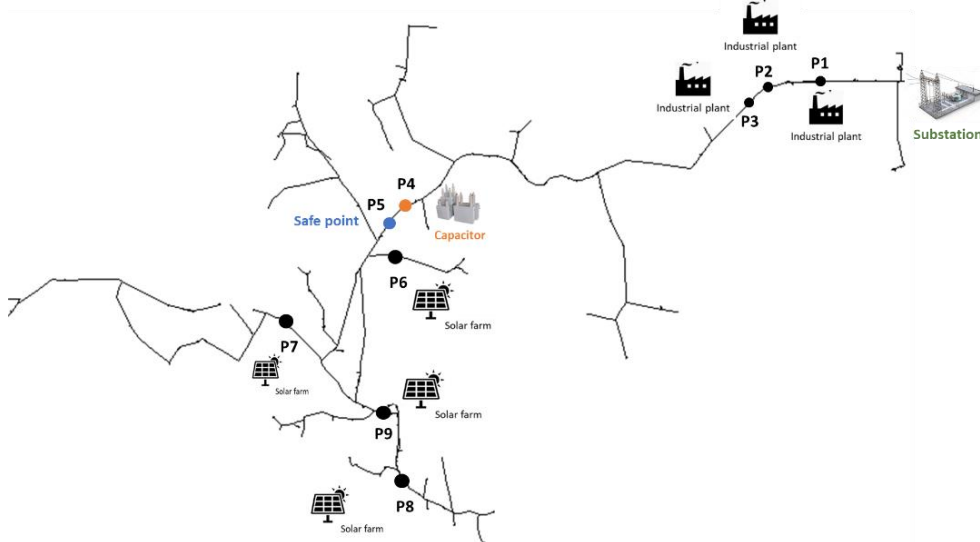 Industrial plant
P1
P2
Industrial plant
P3
Industrial plant
Substation
P4
P5
Safe point
Capacitor
P6
Solar farm
P7
Solar farm
Solar farm
P9
P8
Solar farm